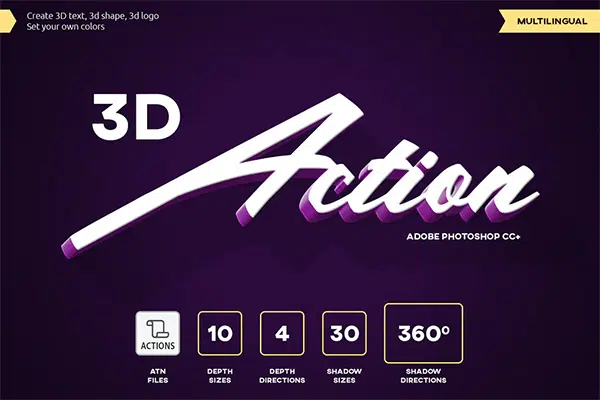 Create 3D text, 3d shape, 3d logo
Set your own colors
MULTILINGUAL
3D
Action
ADOBE PHOTOSHOP CC+
ACTIONS
10
4
30
360º
ATN
FILES
DEPTH
SIZES
DEPTH
DIRECTIONS
SHADOW
SIZES
SHADOW
DIRECTIONS